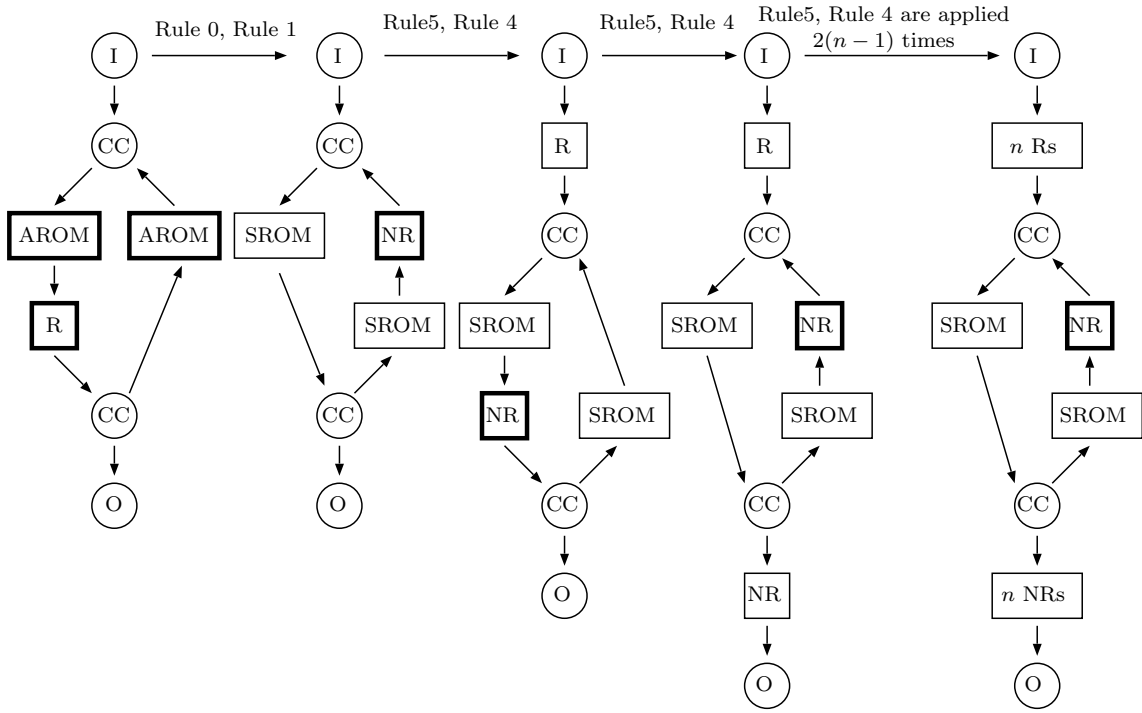 Rule5, Rule 4 are applied
Rule 0, Rule 1
Rule5, Rule 4
Rule5, Rule 4
2(n − 1) times
I
I
I
I
I
CC
CC
R
R
n Rs
AROM
AROM
SROM
NR
CC
CC
CC
R
SROM
SROM
SROM
NR
SROM
NR
CC
CC
NR
SROM
SROM
SROM
O
O
CC
CC
CC
O
NR
n NRs
O
O